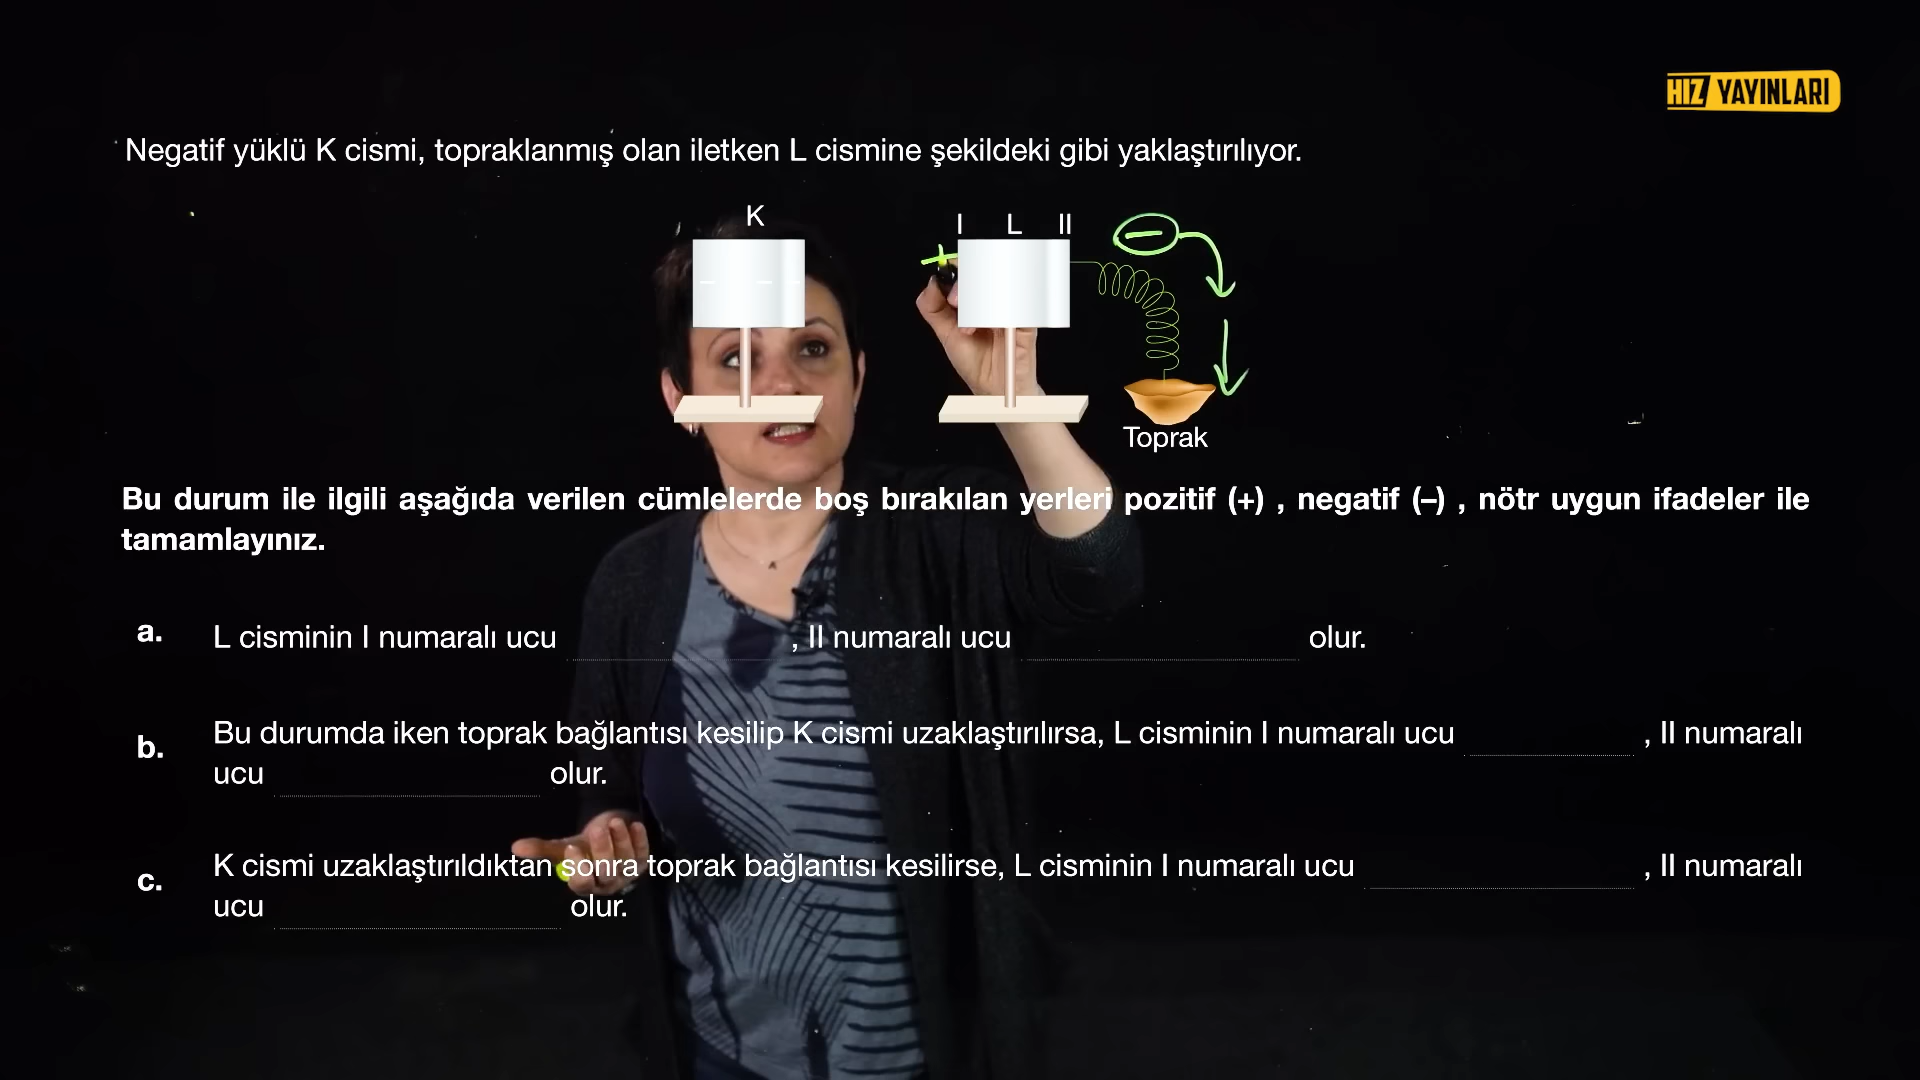 HIZ YAYINLARI
Negatif yüklü K cismi, topraklanmış olan iletken L cismine şekildeki gibi yaklaştırılıyor.
K
I L II
–
+
– – –
Toprak
Bu durum ile ilgili aşağıda verilen cümlelerde boş bırakılan yerleri pozitif (+) , negatif (–) , nötr uygun ifadeler ile
tamamlayınız.
a. L cisminin I numaralı ucu , II numaralı ucu olur.
b. Bu durumda iken toprak bağlantısı kesilip K cismi uzaklaştırılırsa, L cisminin I numaralı ucu , II numaralı
ucu olur.
c. K cismi uzaklaştırıldıktan sonra toprak bağlantısı kesilirse, L cisminin I numaralı ucu , II numaralı
ucu olur.